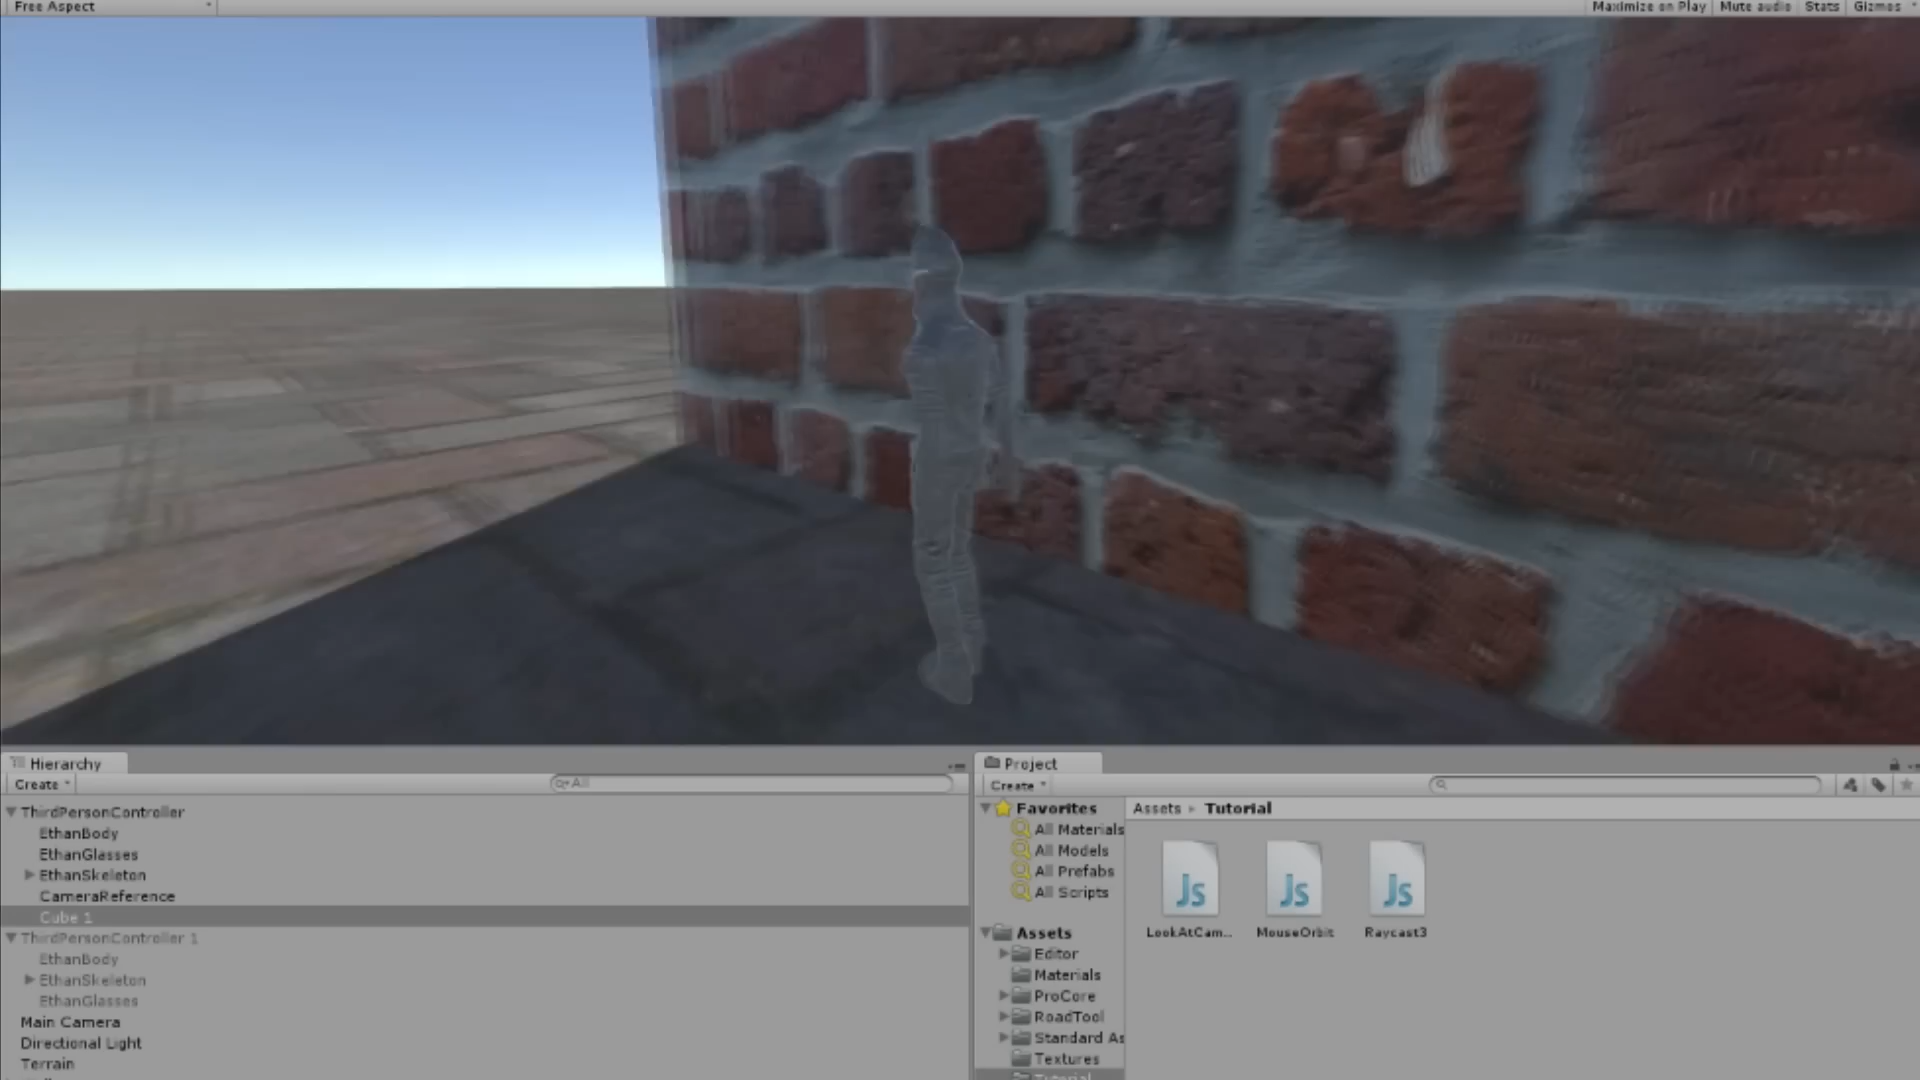 Free Aspect
Maximize on Play Mute audio Stats Gizmos
Hierarchy
Create
All
ThirdPersonController
EthanBody
EthanGlasses
EthanSkeleton
CameraReference
Cube 1
ThirdPersonController 1
EthanBody
EthanSkeleton
EthanGlasses
Main Camera
Directional Light
Terrain
Project
Create
Favorites
All Materials
All Models
All Prefabs
All Scripts
Assets
Editor
Materials
ProCore
RoadTool
Standard As
Textures
Tutorial
Assets Tutorial
Js Js Js
LookAtCam... MouseOrbit Raycast3